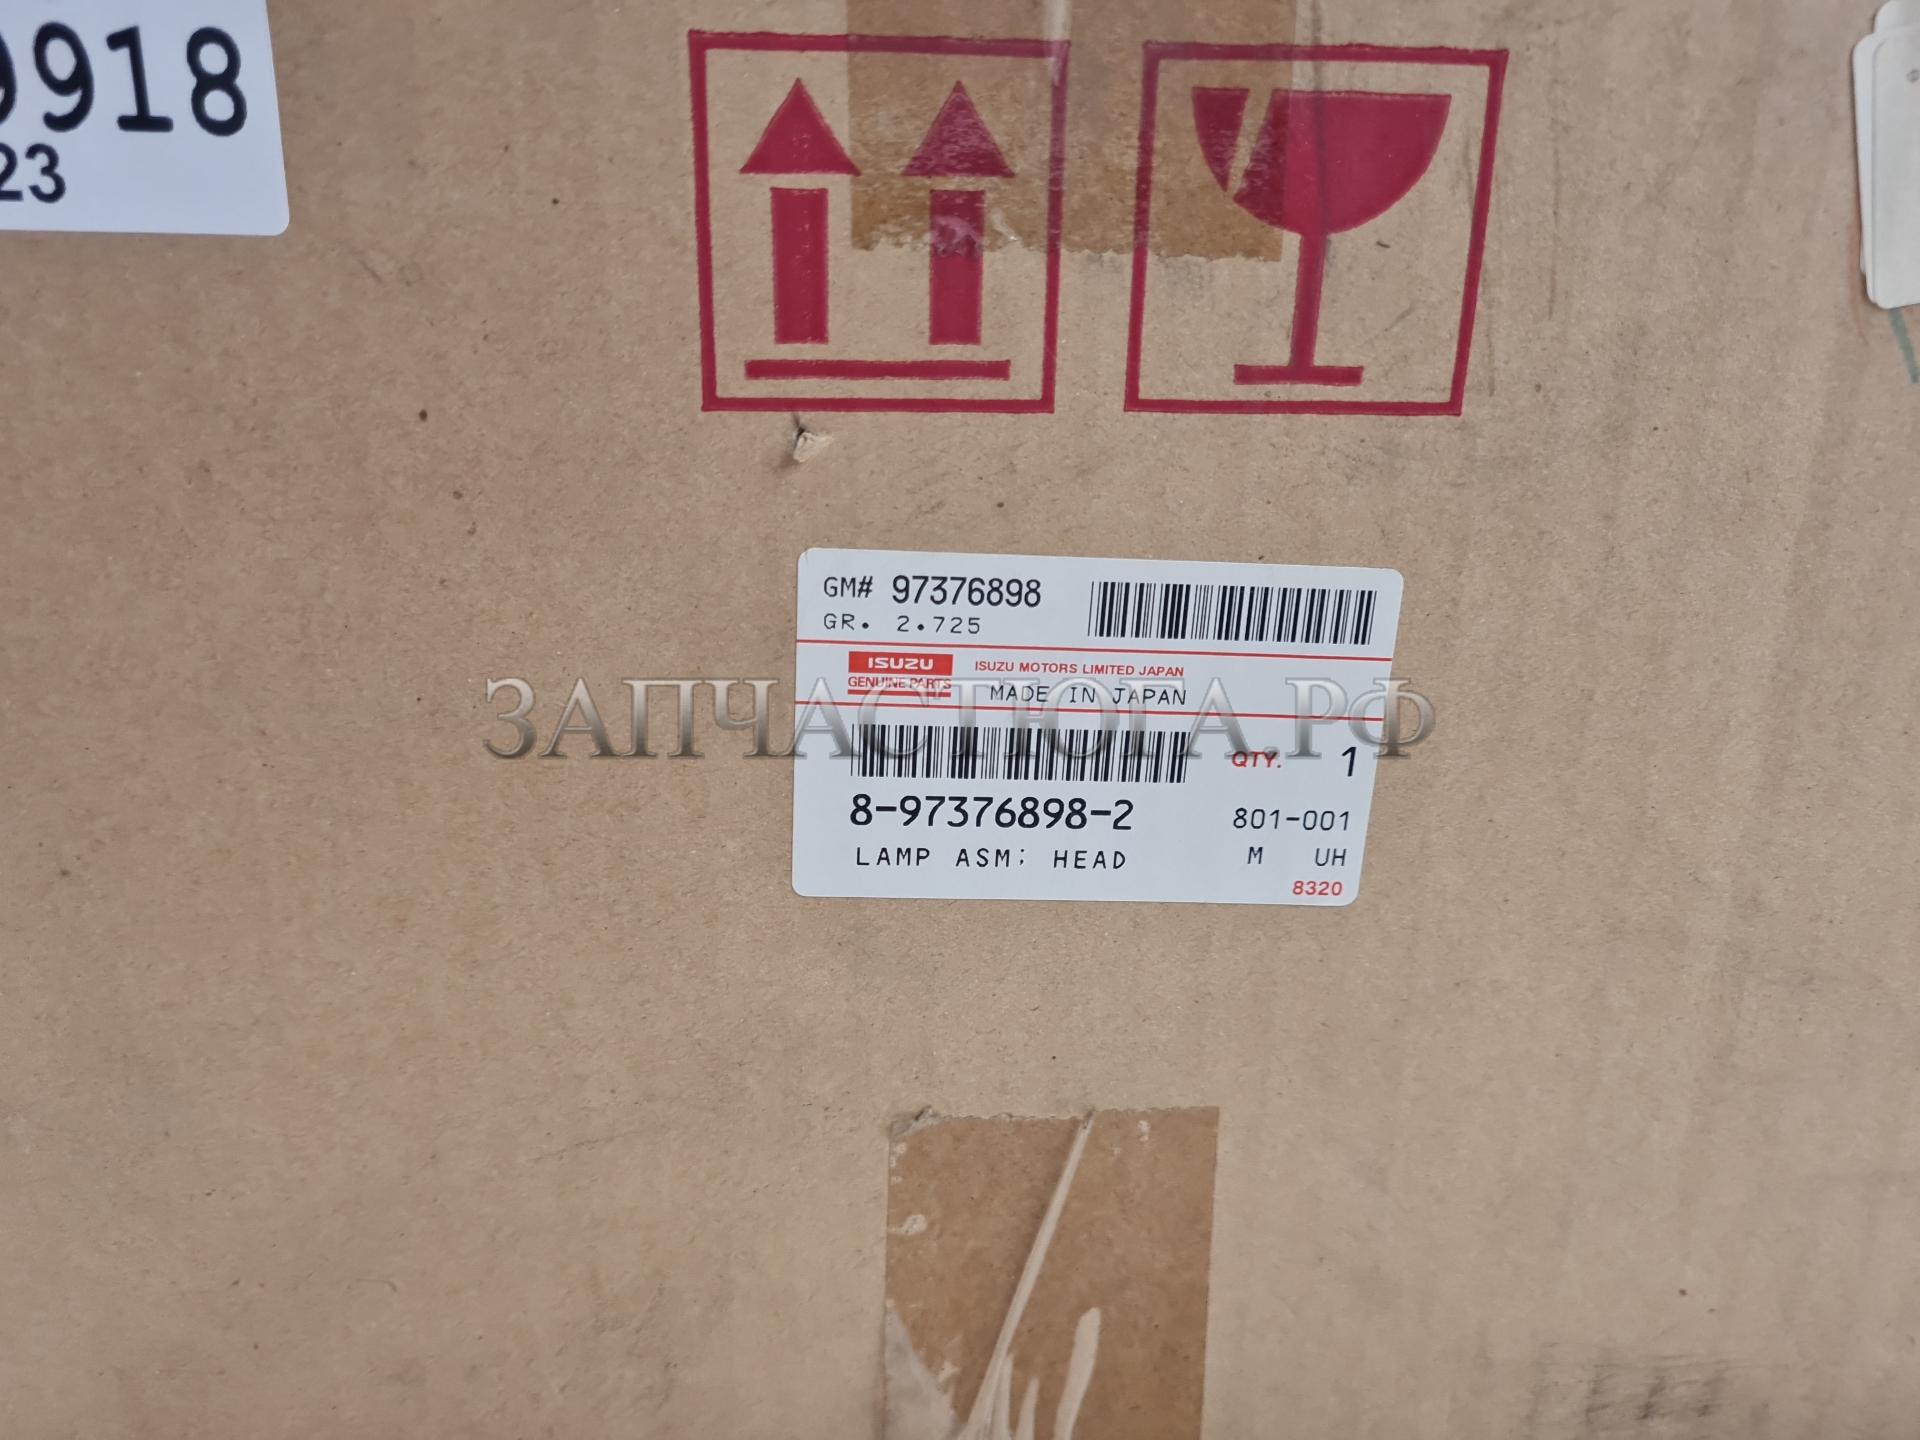 9918
23
GM# 97376898
GR. 2.725
ISUZU
GENUINE PARTS
ISUZU MOTORS LIMITED JAPAN
MADE IN JAPAN
ЗАПЧАСТЮГА.РФ
QTY. 1
8-97376898-2
801-001
LAMP ASM; HEAD
M UH
8320